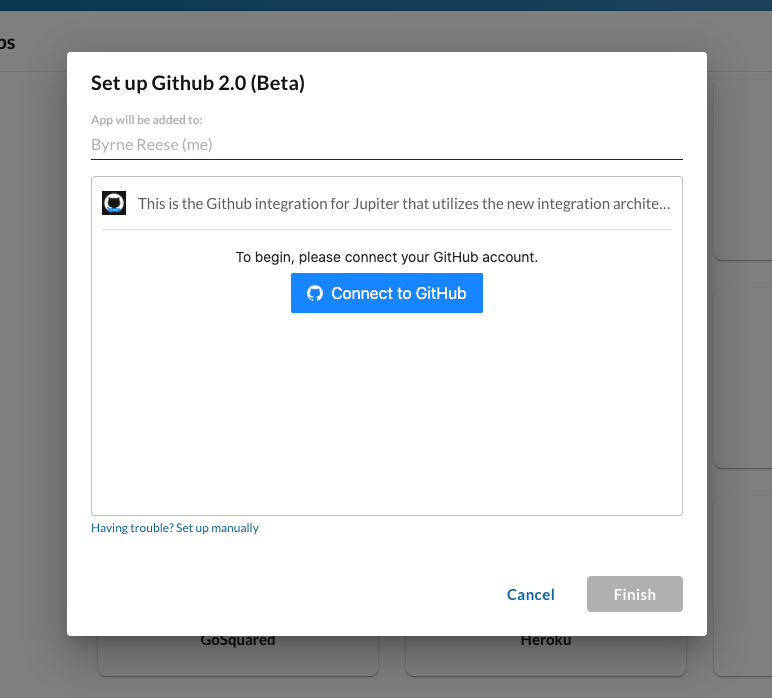 Set up Github 2.0 (Beta)
App will be added to:
Byrne Reese (me)
This is the Github integration for Jupiter that utilizes the new integration archite...
To begin, please connect your GitHub account.
Connect to GitHub
Having trouble? Set up manually
Cancel
Finish
GoSquared
Heroku